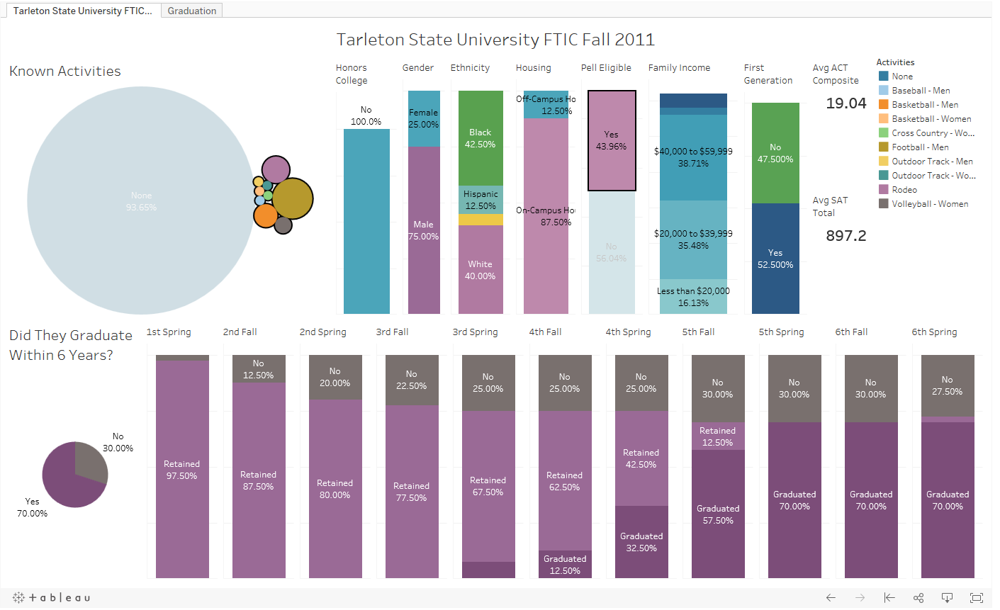 Tarleton State University FTIC...
Graduation
Tarleton State University FTIC Fall 2011
Known Activities
None
93.65%
Honors
College
No
100.0%
Gender
Female
25.00%
Male
75.00%
Ethnicity
Black
42.50%
Hispanic
12.50%
White
40.00%
Housing
Off-Campus Ho
12.50%
On-Campus Hou
87.50%
Pell Eligible
Yes
43.96%
No
56.04%
Family Income
$40,000 to $59,999
38.71%
$20,000 to $39,999
35.48%
Less than $20,000
16.13%
First
Generation
No
47.500%
Yes
52.500%
Avg ACT
Composite
19.04
Avg SAT
Total
897.2
Activities
None
Baseball - Men
Basketball - Men
Basketball - Women
Cross Country - Wo...
Football - Men
Outdoor Track - Men
Outdoor Track - Wo...
Rodeo
Volleyball - Women
Did They Graduate
Within 6 Years?
No
30.00%
Yes
70.00%
1st Spring
Retained
97.50%
2nd Fall
No
12.50%
Retained
87.50%
2nd Spring
No
20.00%
Retained
80.00%
3rd Fall
No
22.50%
Retained
77.50%
3rd Spring
No
25.00%
Retained
67.50%
4th Fall
No
25.00%
Retained
62.50%
Graduated
12.50%
4th Spring
No
25.00%
Retained
42.50%
Graduated
32.50%
5th Fall
No
30.00%
Retained
12.50%
Graduated
57.50%
5th Spring
No
30.00%
Graduated
70.00%
6th Fall
No
30.00%
Graduated
70.00%
6th Spring
No
27.50%
Graduated
70.00%
tableau